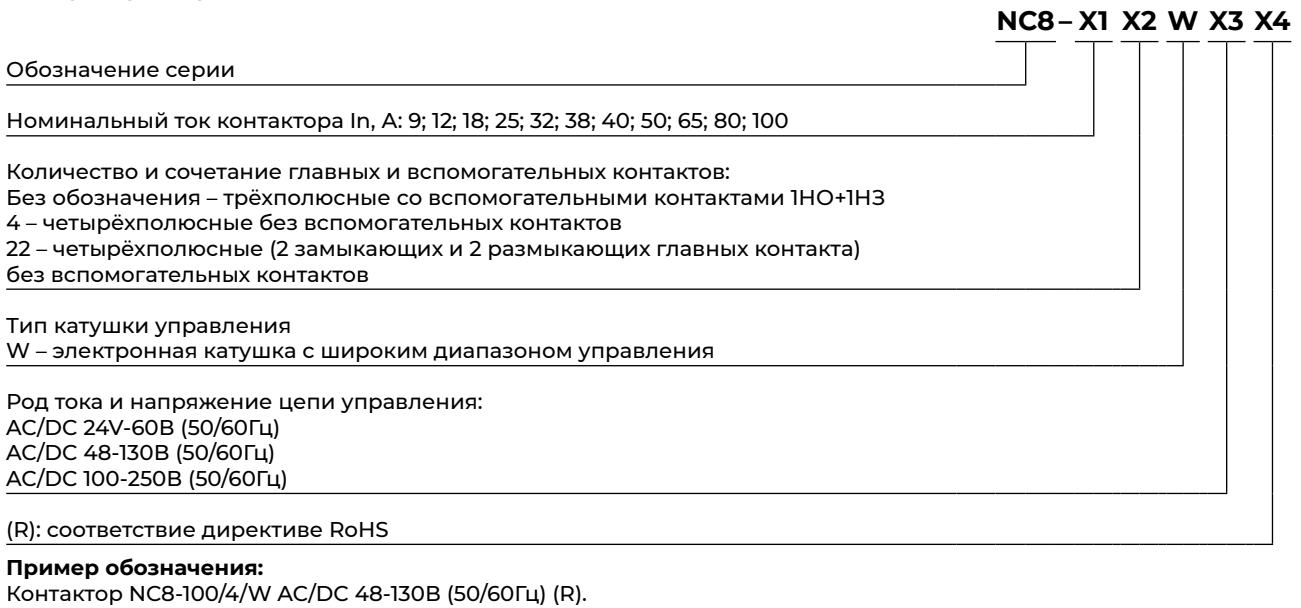 NC8 – X1 X2 W X3 X4
Обозначение серии
Номинальный ток контактора In, А: 9; 12; 18; 25; 32; 38; 40; 50; 65; 80; 100
Количество и сочетание главных и вспомогательных контактов:
Без обозначения – трёхполюсные со вспомогательными контактами 1НО+1НЗ
4 – четырёхполюсные без вспомогательных контактов
22 – четырёхполюсные (2 замыкающих и 2 размыкающих главных контакта)
без вспомогательных контактов
Тип катушки управления
W – электронная катушка с широким диапазоном управления
Род тока и напряжение цепи управления:
AC/DC 24V-60В (50/60Гц)
AC/DC 48-130В (50/60Гц)
AC/DC 100-250В (50/60Гц)
(R): соответствие директиве RoHS
Пример обозначения:
Контактор NC8-100/4/W AC/DC 48-130В (50/60Гц) (R).